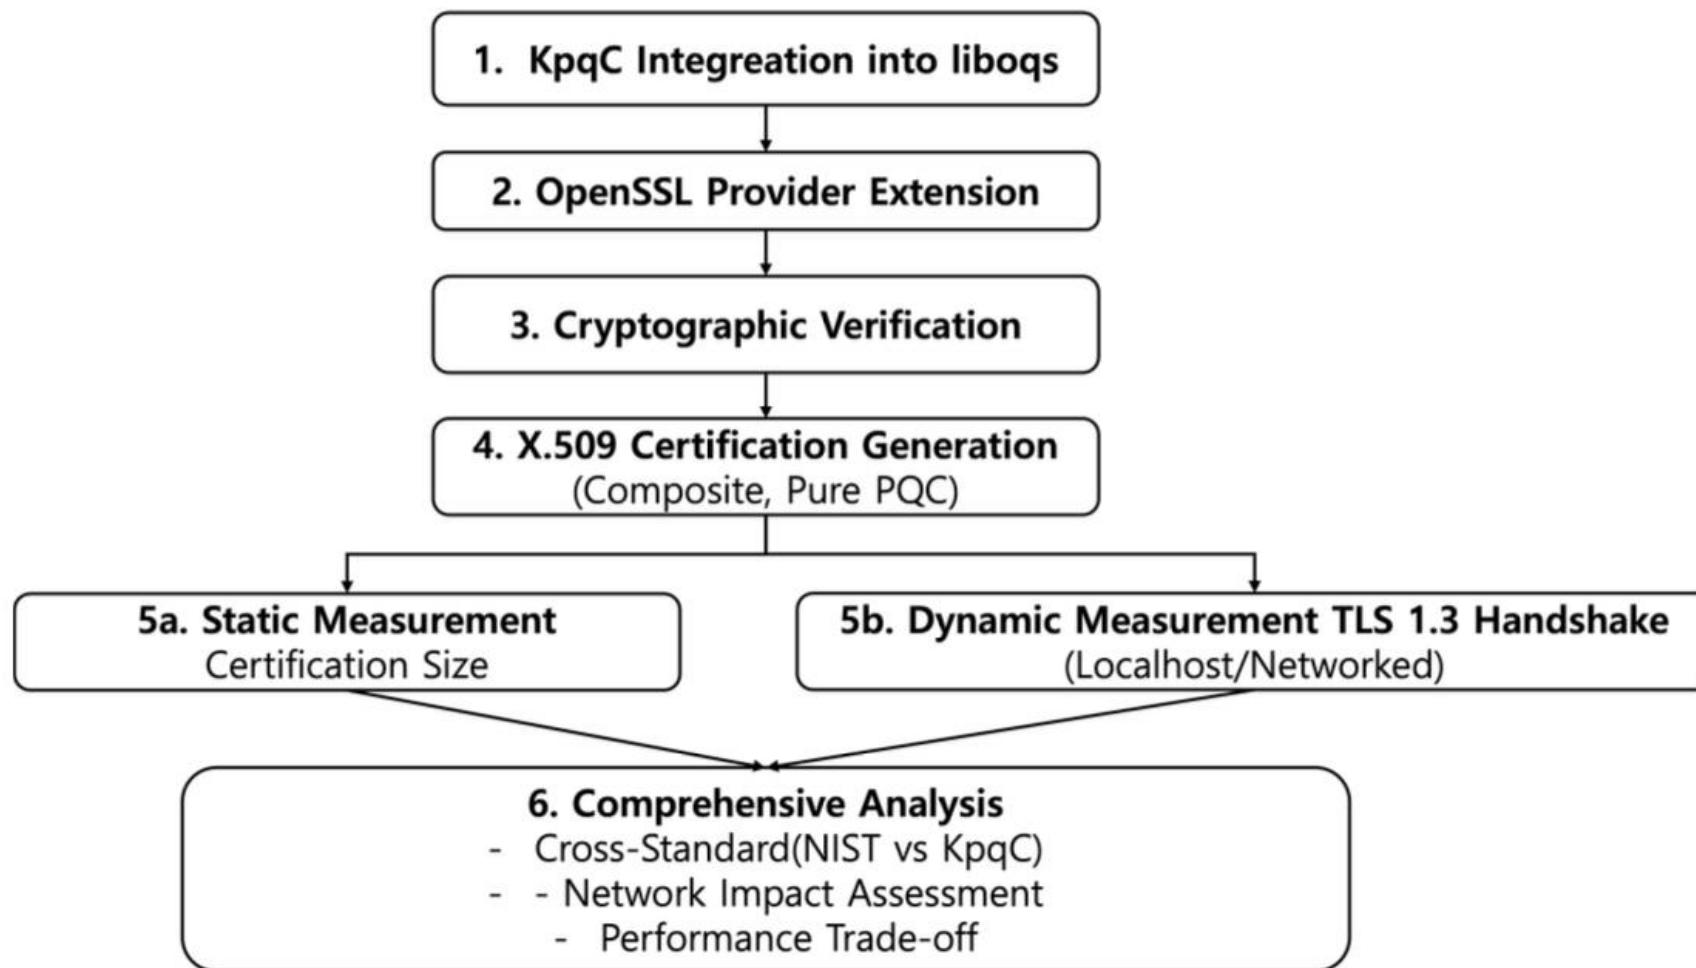 1. KpqC Integreation into liboqs
2. OpenSSL Provider Extension
3. Cryptographic Verification
4. X.509 Certification Generation
(Composite, Pure PQC)
5a. Static Measurement
Certification Size
5b. Dynamic Measurement TLS 1.3 Handshake
(Localhost/Networked)
6. Comprehensive Analysis
- Cross-Standard(NIST vs KpqC)
- - Network Impact Assessment
- Performance Trade-off